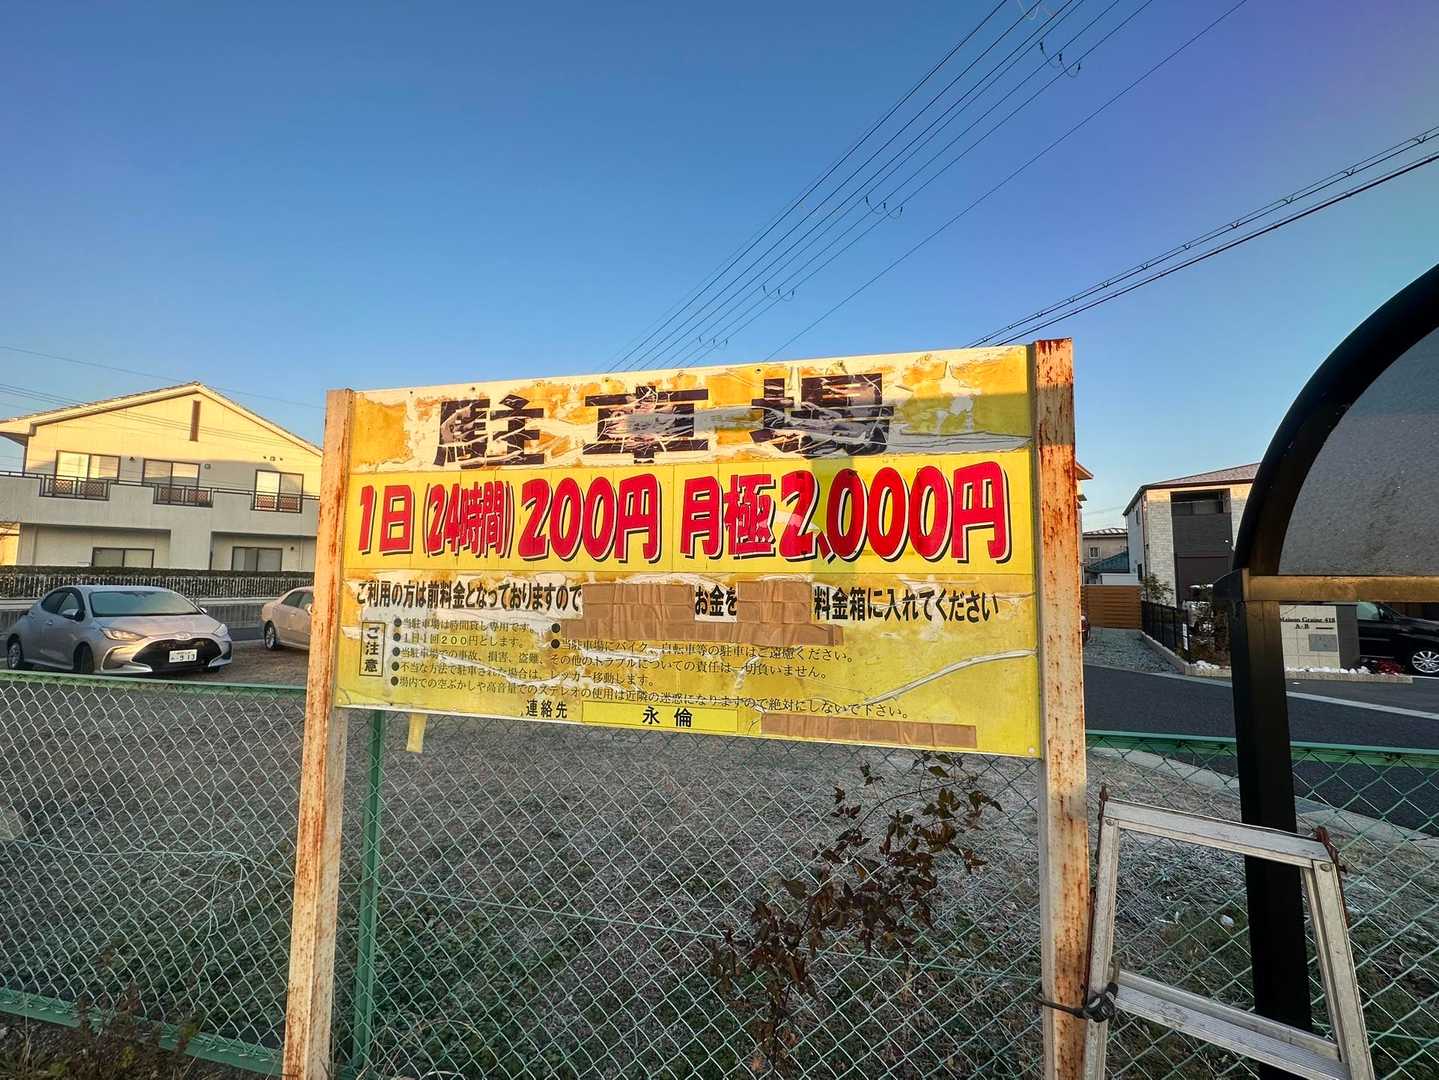 駐車場
1日(24時間)200円 月極2,000円
ご利用の方は前料金となっておりますので お金を 料金箱に入れてください
ご注意
●当駐車場は時間貸し専用です。
●1日1回200円とします。
●当駐車場にバイク、自転車等の駐車はご遠慮ください。
●当駐車場での事故、損害、盗難、その他のトラブルについての責任は一切負いません。
●不当な方法で駐車された場合は、レッカー移動します。
●場内での空ぶかしや高音量でのステレオの使用は近隣の迷惑になりますので絶対にしないで下さい。
連絡先 永倫
Maison Graine 418
A・B
・913